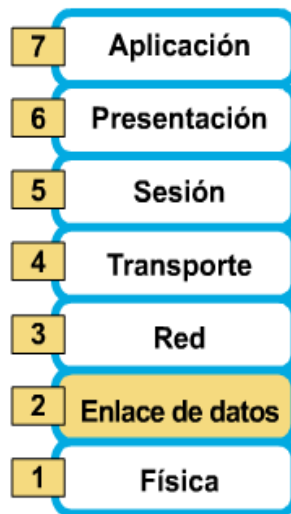 7 Aplicación
6 Presentación
5 Sesión
4 Transporte
3 Red
2 Enlace de datos
1 Física